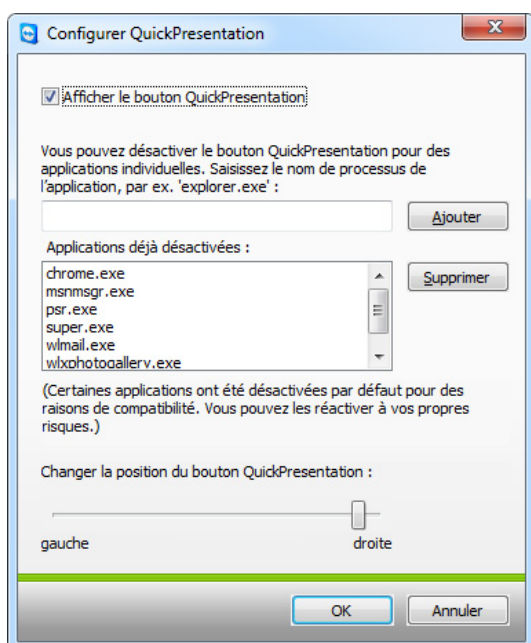 Configurer QuickPresentation
Afficher le bouton QuickPresentation
Vous pouvez désactiver le bouton QuickPresentation pour des
applications individuelles. Saisissez le nom de processus de
l'application, par ex. 'explorer.exe' :
Ajouter
Applications déjà désactivées :
chrome.exe
msnmsgr.exe
psr.exe
super.exe
wlmail.exe
wlxphotogallery.exe
Supprimer
(Certaines applications ont été désactivées par défaut pour des
raisons de compatibilité. Vous pouvez les réactiver à vos propres
risques.)
Changer la position du bouton QuickPresentation :
gauche droite
OK Annuler